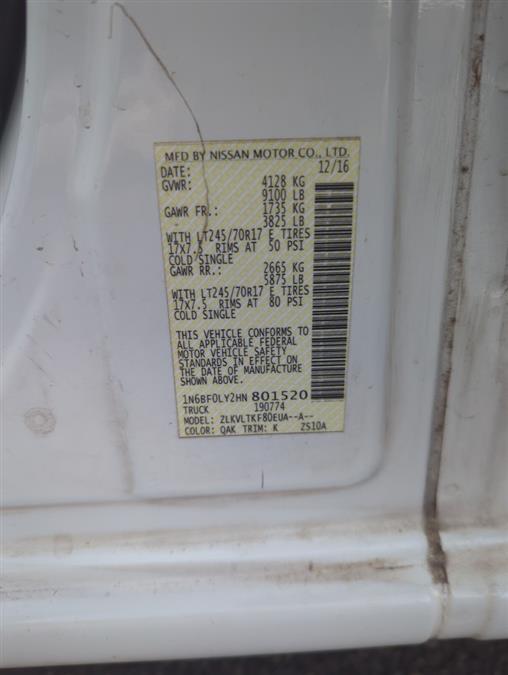 MFD BY NISSAN MOTOR CO., LTD.
DATE: 12/16
GVWR: 4128 KG
9100 LB
GAWR FR.: 1735 KG
3825 LB
WITH LT245/70R17 E TIRES
17X7.5 RIMS AT 50 PSI
COLD SINGLE
GAWR RR.: 2665 KG
5875 LB
WITH LT245/70R17 E TIRES
17X7.5 RIMS AT 80 PSI
COLD SINGLE
THIS VEHICLE CONFORMS TO
ALL APPLICABLE FEDERAL
MOTOR VEHICLE SAFETY
STANDARDS IN EFFECT ON
THE DATE OF MANUFACTURE
SHOWN ABOVE.
1N6BF0LY2HN 801520
TRUCK 190774
MODEL: ZLKVLTKF80EUA--A--
COLOR: QAK TRIM: K ZS10A